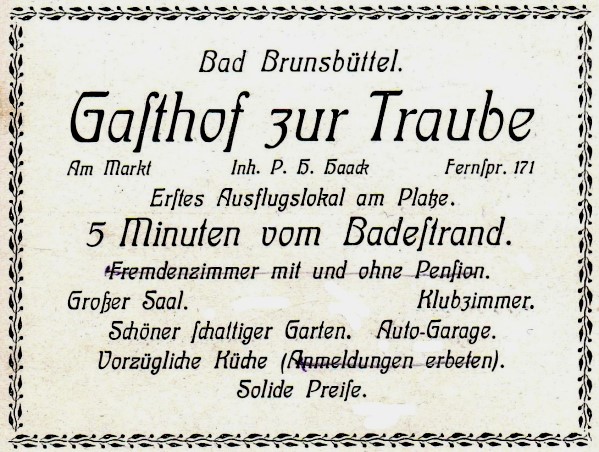 Bad Brunsbüttel.
Gaſthof zur Traube
Am Markt Inh. P. H. Haack Fernſpr. 171
Erſtes Ausflugslokal am Platze.
5 Minuten vom Badeſtrand.
Fremdenzimmer mit und ohne Penſion.
Großer Saal. Klubzimmer.
Schöner ſchattiger Garten. Auto-Garage.
Vorzügliche Küche (Anmeldungen erbeten).
Solide Preiſe.